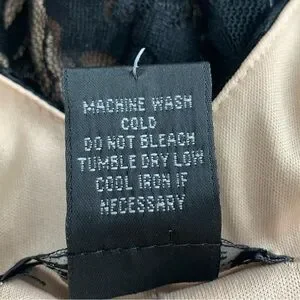 MACHINE WASH
COLD
DO NOT BLEACH
TUMBLE DRY LOW
COOL IRON IF
NECESSARY